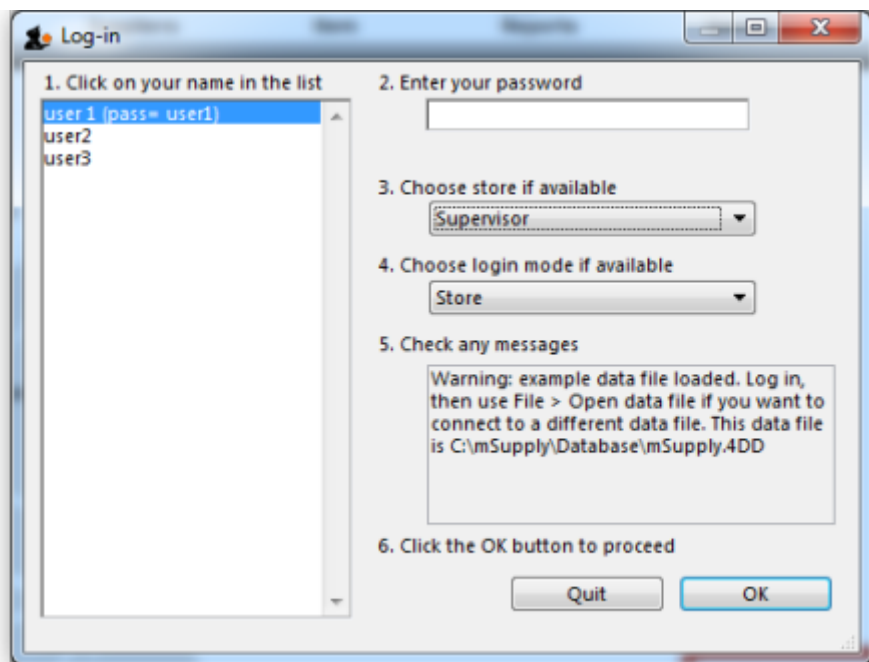 Log-in
1. Click on your name in the list
user 1 (pass= user1)
user2
user3
2. Enter your password
3. Choose store if available
Supervisor
4. Choose login mode if available
Store
5. Check any messages
Warning: example data file loaded. Log in,
then use File > Open data file if you want to
connect to a different data file. This data file
is C:\mSupply\Database\mSupply.4DD
6. Click the OK button to proceed
Quit
OK